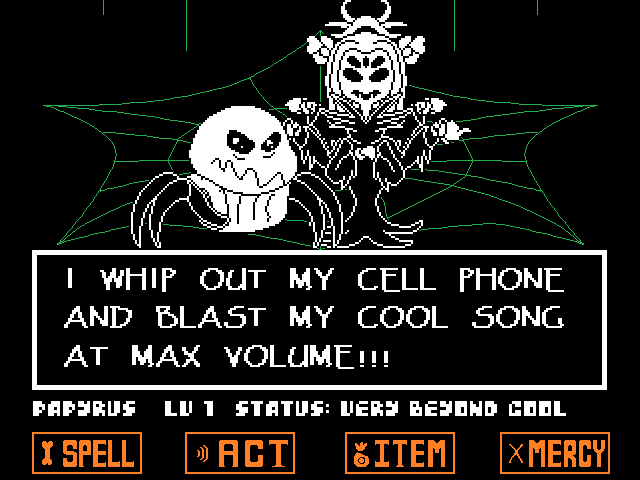 I WHIP OUT MY CELL PHONE
AND BLAST MY COOL SONG
AT MAX VOLUME!!!
PAPYRUS LV 1 STATUS: VERY BEYOND COOL
SPELL ACT ITEM MERCY